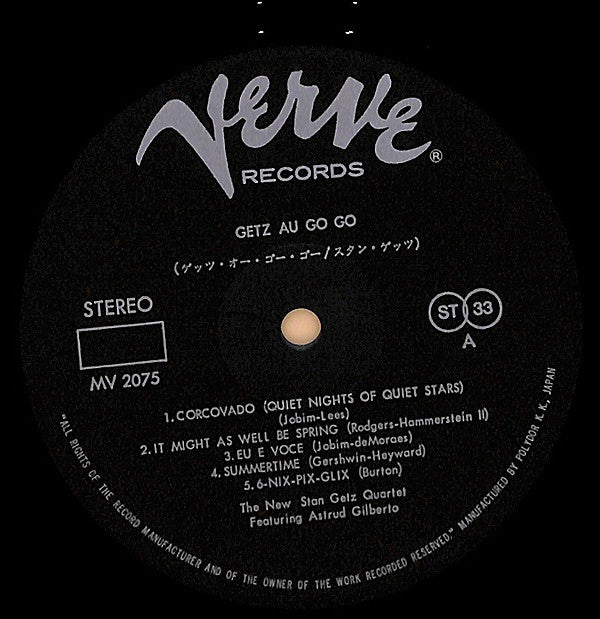 VERVE ®
RECORDS
GETZ AU GO GO
(ゲッツ・オー・ゴー・ゴー/スタン・ゲッツ)
STEREO
MV 2075
ST 33
A
1. CORCOVADO (QUIET NIGHTS OF QUIET STARS)
(Jobim-Lees)
2. IT MIGHT AS WELL BE SPRING (Rodgers-Hammerstein II)
3. EU E VOCE (Jobim-deMoraes)
4. SUMMERTIME (Gershwin-Heyward)
5. 6-NIX-PIX-GLIX (Burton)
The New Stan Getz Quartet
Featuring Astrud Gilberto
"ALL RIGHTS OF THE RECORD MANUFACTURER AND OF THE OWNER OF THE WORK RECORDED RESERVED." MANUFACTURED BY POLYDOR K.K., JAPAN